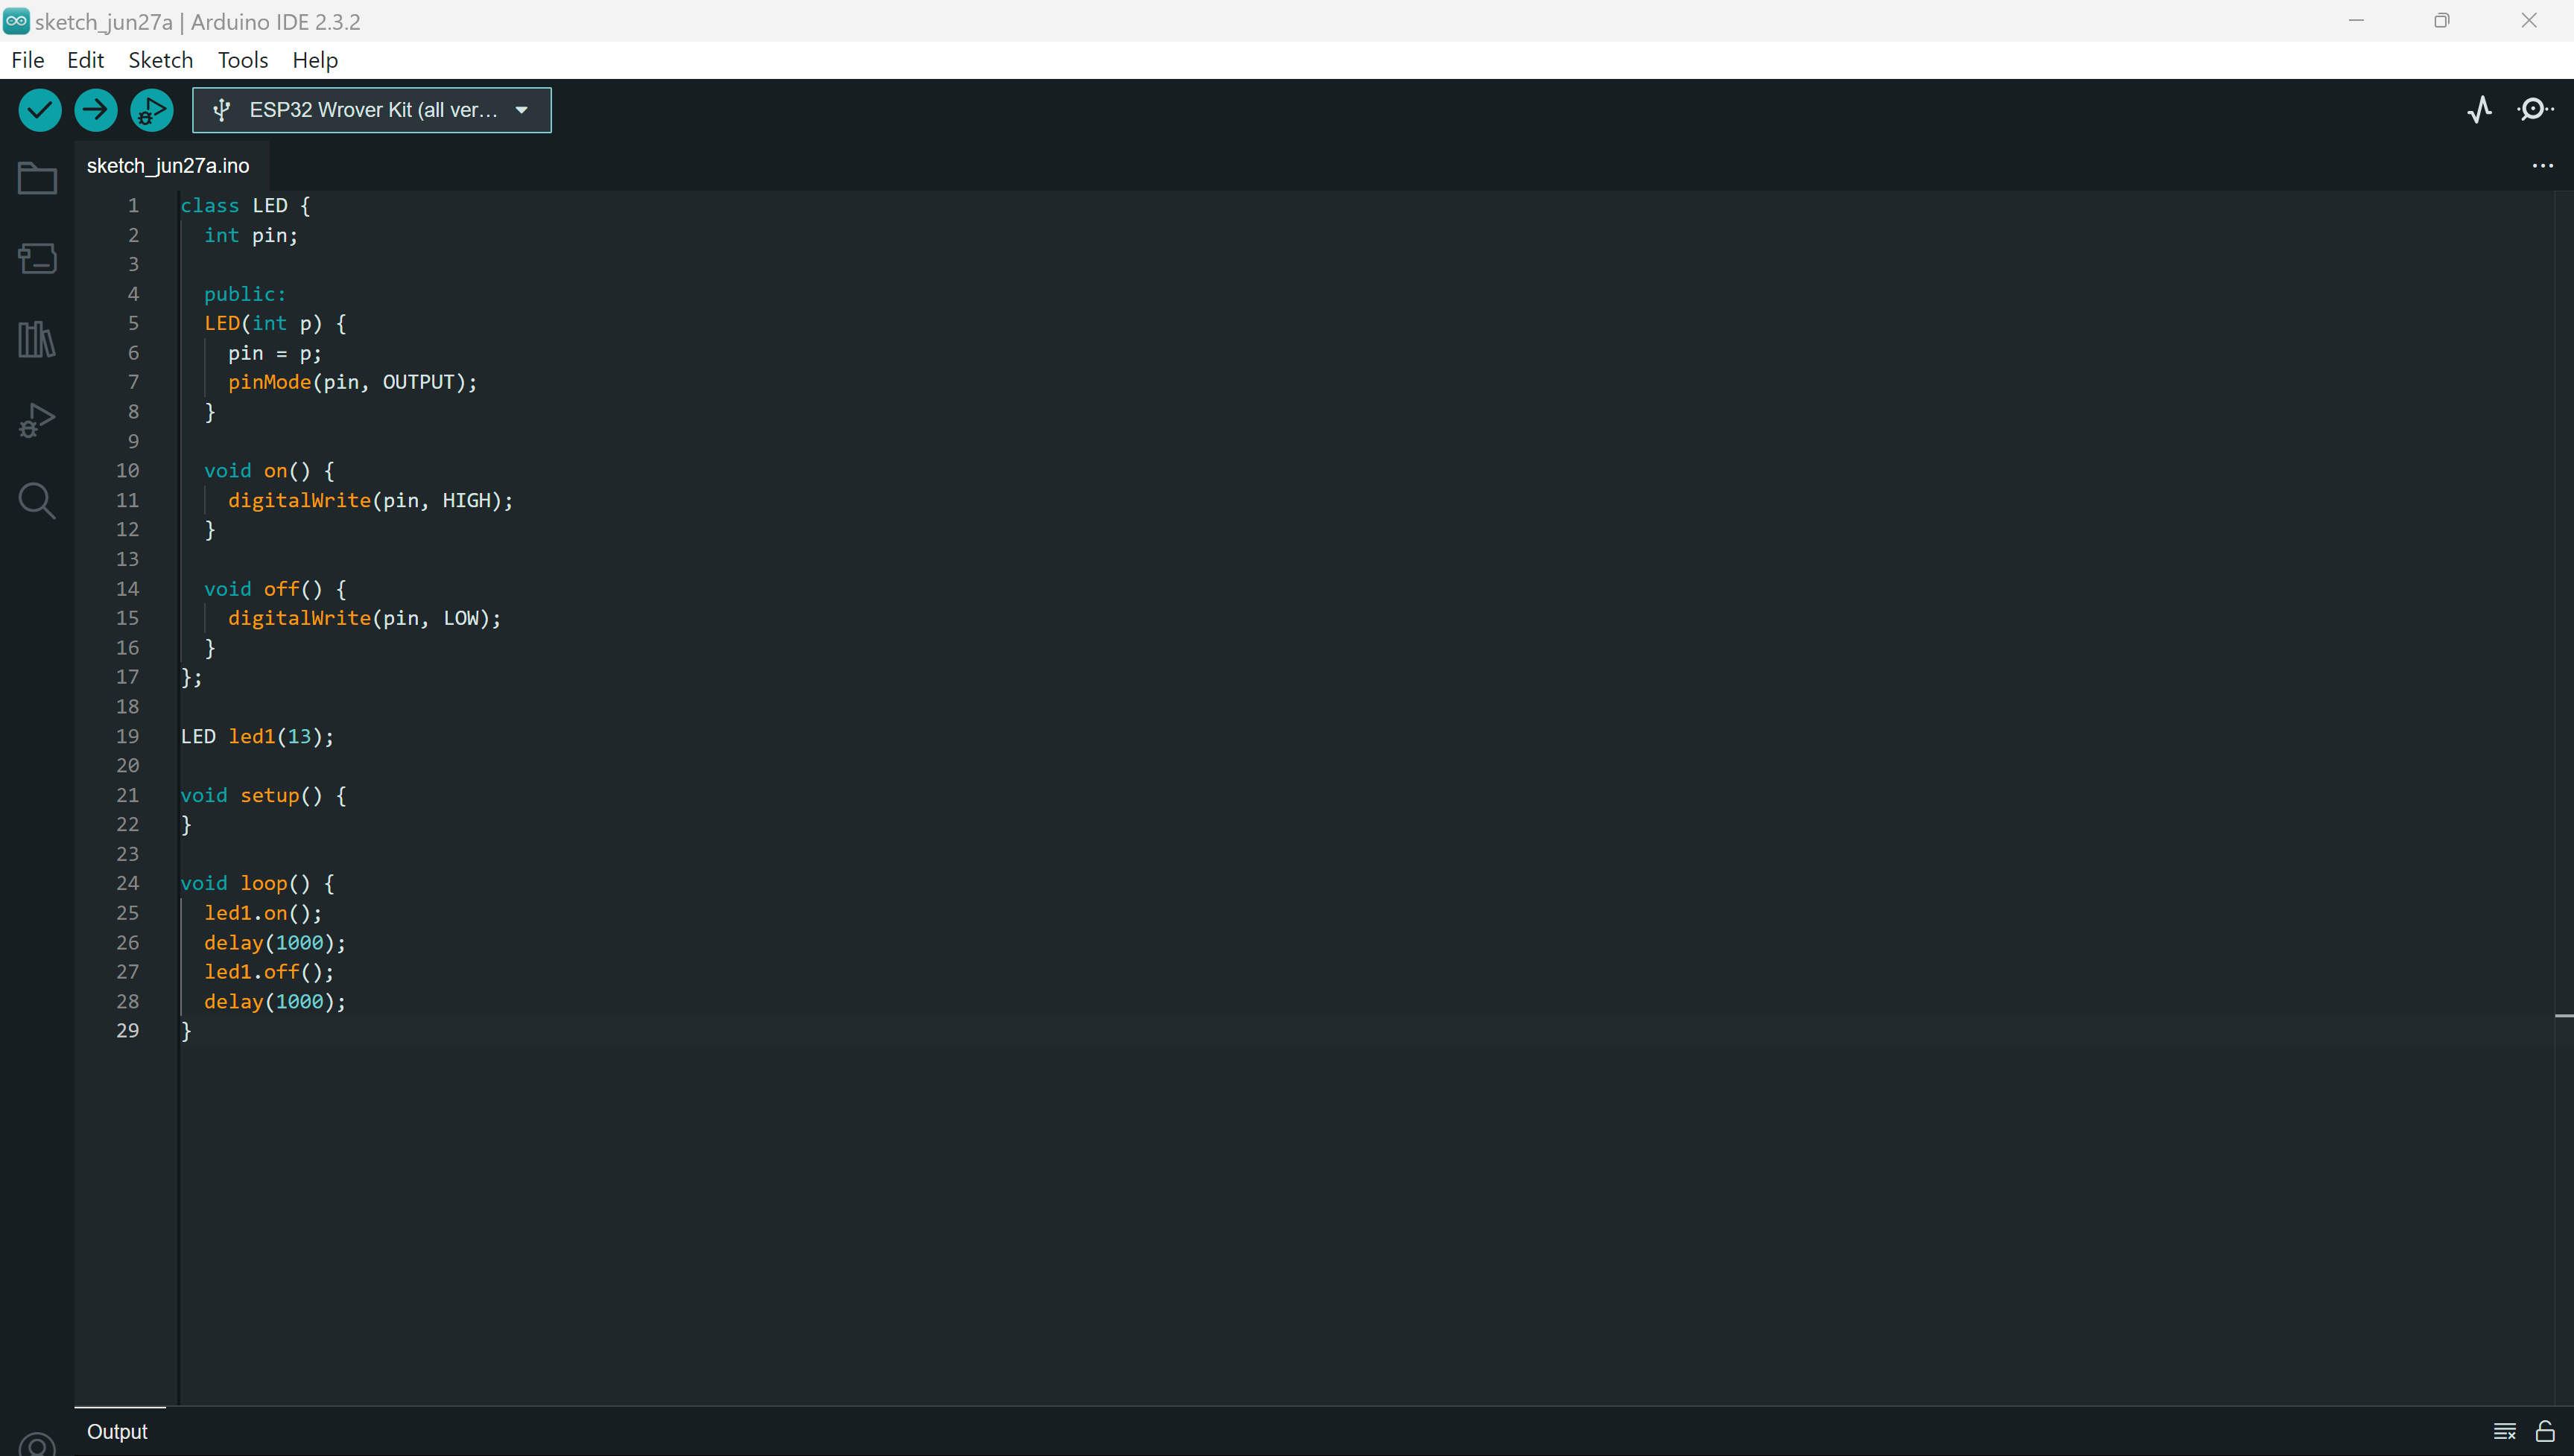 sketch_jun27a | Arduino IDE 2.3.2
File Edit Sketch Tools Help
ESP32 Wrover Kit (all ver...
sketch_jun27a.ino
1 class LED {
2   int pin;
3
4   public:
5   LED(int p) {
6     pin = p;
7     pinMode(pin, OUTPUT);
8   }
9
10   void on() {
11     digitalWrite(pin, HIGH);
12   }
13
14   void off() {
15     digitalWrite(pin, LOW);
16   }
17 };
18
19 LED led1(13);
20
21 void setup() {
22 }
23
24 void loop() {
25   led1.on();
26   delay(1000);
27   led1.off();
28   delay(1000);
29 }
Output